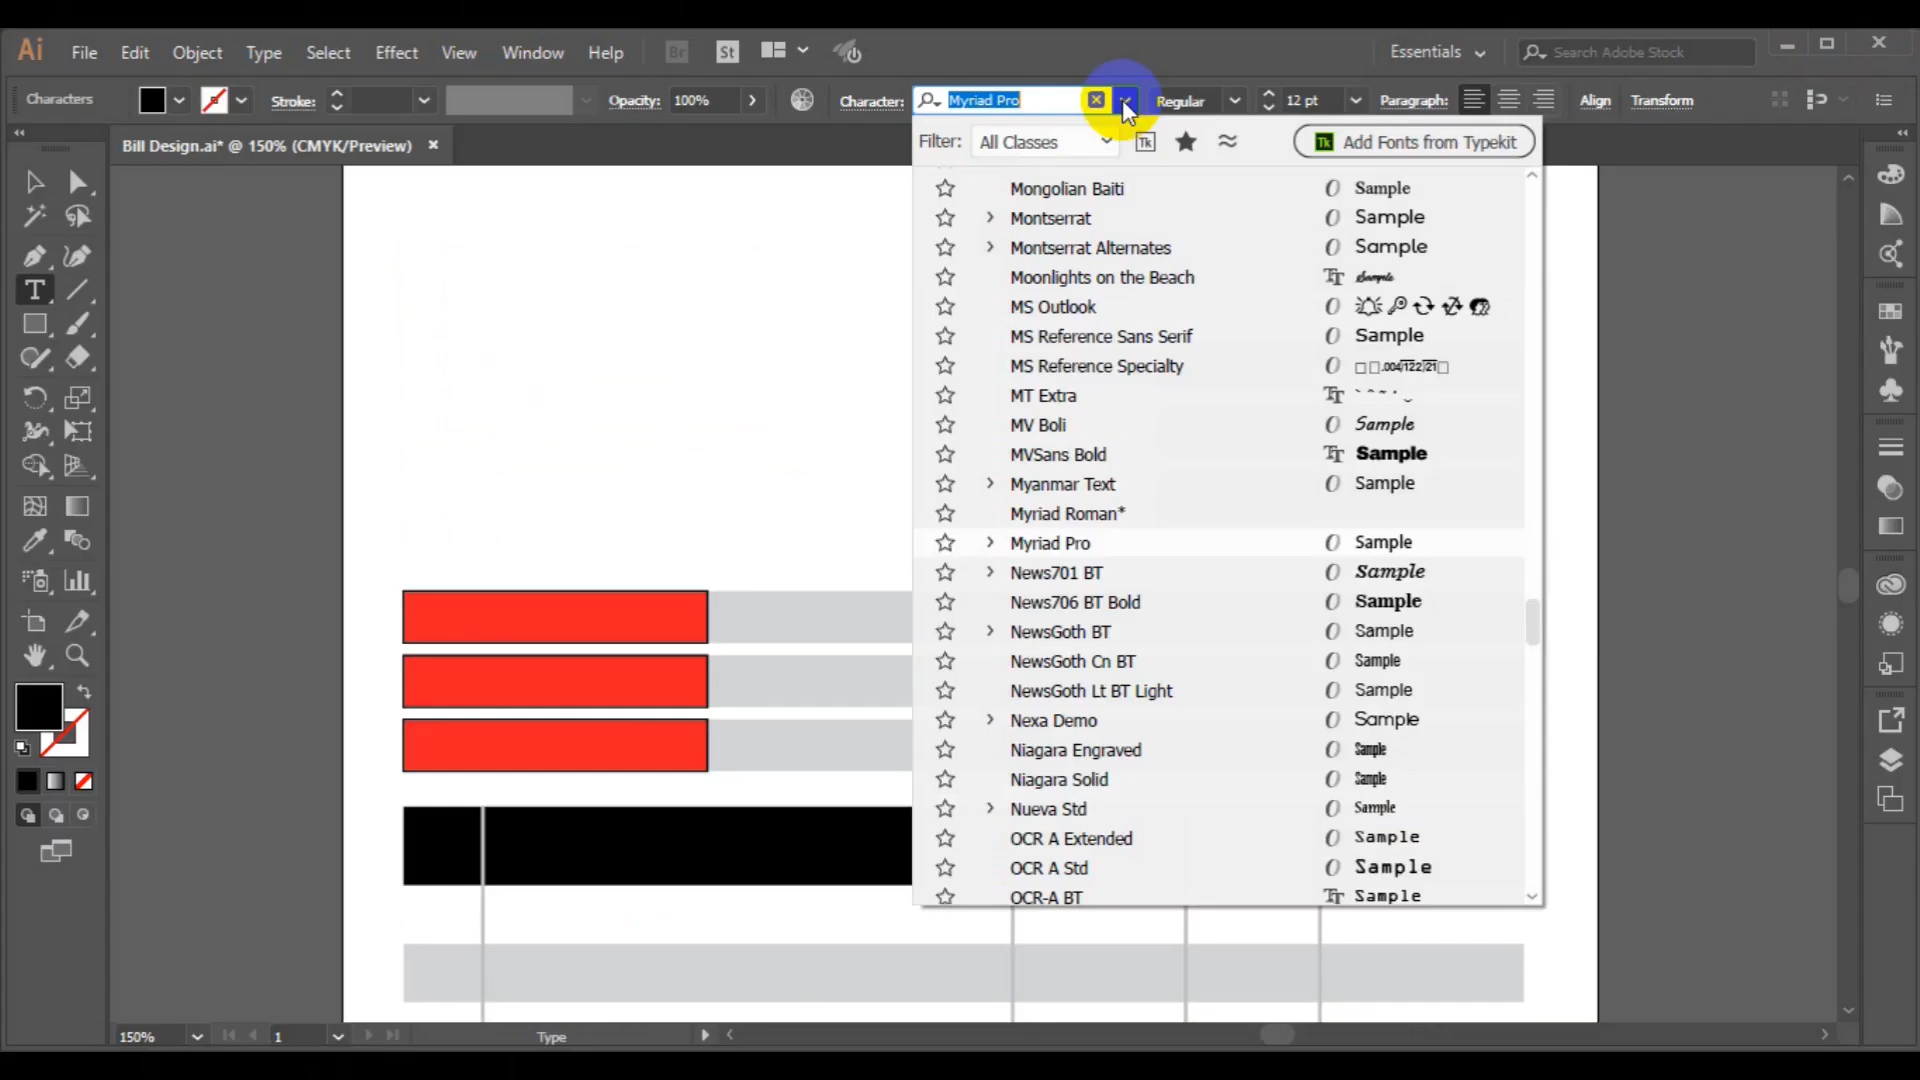 Ai File Edit Object Type Select Effect View Window Help Br St Essentials Search Adobe Stock
Characters Stroke: Opacity: 100% Character: Myriad Pro Regular 12 pt Paragraph: Align Transform
Bill Design.ai* @ 150% (CMYK/Preview)
Filter: All Classes Tk Tk Add Fonts from Typekit
Mongolian Baiti Sample
Montserrat Sample
Montserrat Alternates Sample
Moonlights on the Beach Sample
MS Outlook
MS Reference Sans Serif Sample
MS Reference Specialty
MT Extra
MV Boli Sample
MVSans Bold Sample
Myanmar Text Sample
Myriad Roman*
Myriad Pro Sample
News701 BT Sample
News706 BT Bold Sample
NewsGoth BT Sample
NewsGoth Cn BT Sample
NewsGoth Lt BT Light Sample
Nexa Demo Sample
Niagara Engraved Sample
Niagara Solid Sample
Nueva Std Sample
OCR A Extended Sample
OCR A Std Sample
OCR-A BT Sample
150% 1 Type